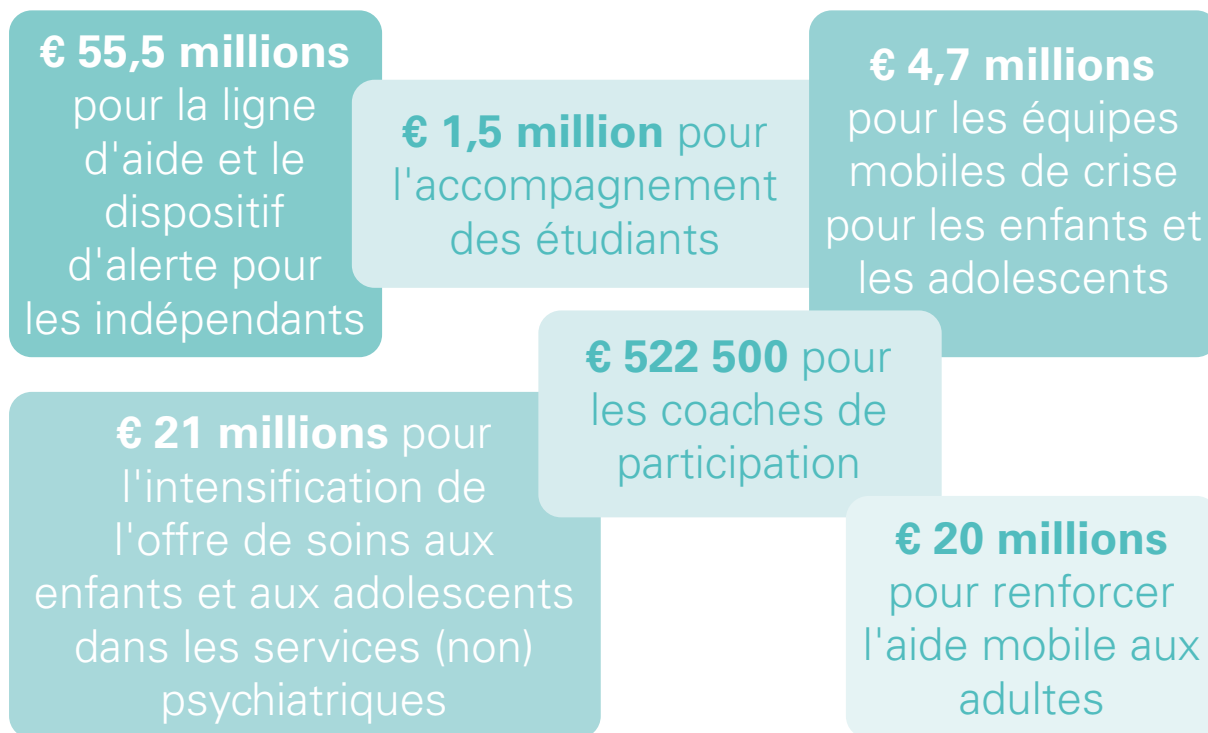 € 55,5 millions
pour la ligne
d'aide et le
dispositif
d'alerte pour
les indépendants
€ 1,5 million pour
l'accompagnement
des étudiants
€ 4,7 millions
pour les équipes
mobiles de crise
pour les enfants et
les adolescents
€ 522 500 pour
les coaches de
participation
€ 21 millions pour
l'intensification de
l'offre de soins aux
enfants et aux adolescents
dans les services (non)
psychiatriques
€ 20 millions
pour renforcer
l'aide mobile aux
adultes